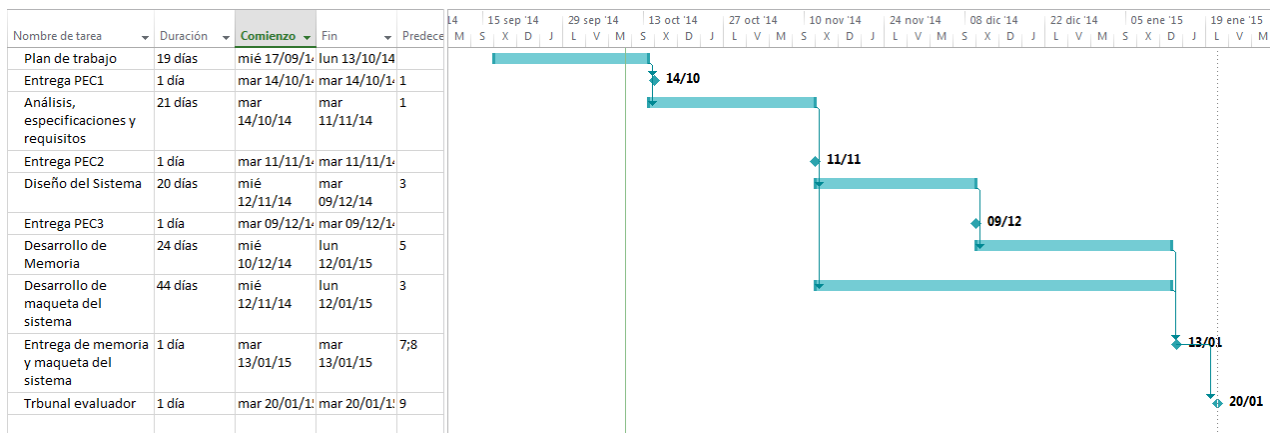 14 15 sep '14 29 sep '14 13 oct '14 27 oct '14 10 nov '14 24 nov '14 08 dic '14 22 dic '14 05 ene '15 19 ene '15
Nombre de tarea Duración Comienzo Fin Predece M S X D J L V M S X D J L V M S X D J L V M S X D J L V M
Plan de trabajo 19 días mié 17/09/14 lun 13/10/14
Entrega PEC1 1 día mar 14/10/14 mar 14/10/14 1 14/10
Análisis, 21 días mar mar 1
especificaciones y 14/10/14 11/11/14
requisitos
Entrega PEC2 1 día mar 11/11/14 mar 11/11/14 11/11
Diseño del Sistema 20 días mié mar 3
12/11/14 09/12/14
Entrega PEC3 1 día mar 09/12/14 mar 09/12/14 09/12
Desarrollo de 24 días mié lun 5
Memoria 10/12/14 12/01/15
Desarrollo de 44 días mié lun 3
maqueta del 12/11/14 12/01/15
sistema
Entrega de memoria 1 día mar mar 7;8 13/01
y maqueta del 13/01/15 13/01/15
sistema
Trbunal evaluador 1 día mar 20/01/15 mar 20/01/15 9 20/01